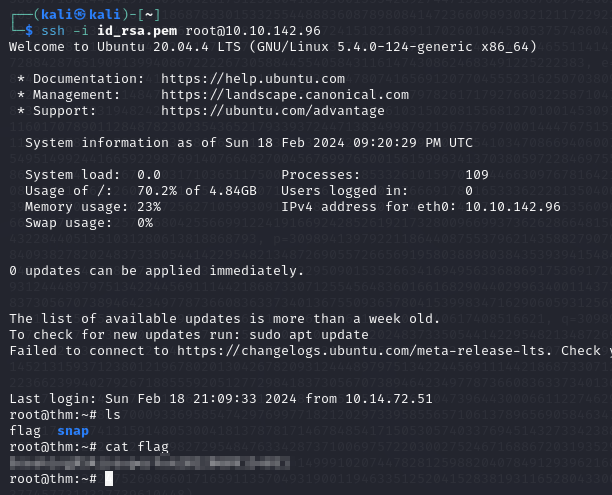 ┌──(kali㉿kali)-[~]
└─$ ssh -i id_rsa.pem root@10.10.142.96
Welcome to Ubuntu 20.04.4 LTS (GNU/Linux 5.4.0-124-generic x86_64)
* Documentation: https://help.ubuntu.com
* Management: https://landscape.canonical.com
* Support: https://ubuntu.com/advantage
System information as of Sun 18 Feb 2024 09:20:29 PM UTC
System load: 0.0 Processes: 109
Usage of /: 70.2% of 4.84GB Users logged in: 0
Memory usage: 23% IPv4 address for eth0: 10.10.142.96
Swap usage: 0%
0 updates can be applied immediately.
The list of available updates is more than a week old.
To check for new updates run: sudo apt update
Failed to connect to https://changelogs.ubuntu.com/meta-release-lts. Check
Last login: Sun Feb 18 21:09:33 2024 from 10.14.72.51
root@thm:~# ls
flag snap
root@thm:~# cat flag
root@thm:~#